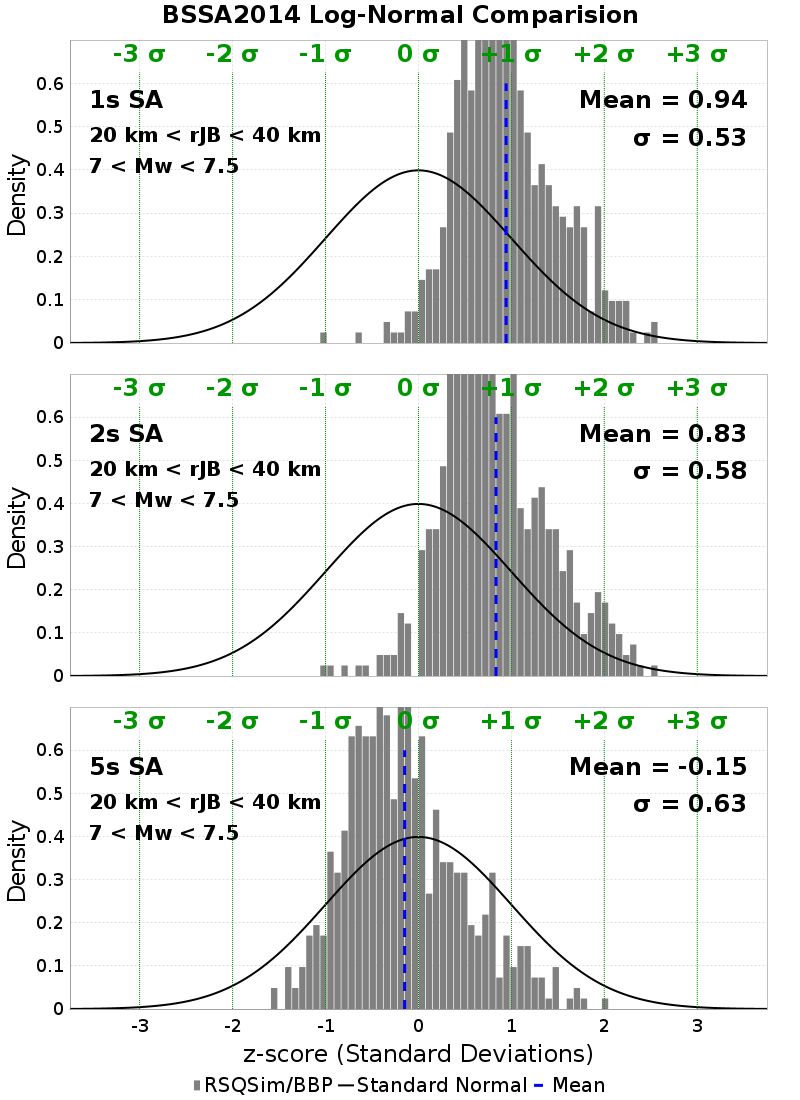 BSSA2014 Log-Normal Comparision
-3 σ -2 σ -1 σ 0 σ +1 σ +2 σ +3 σ
1s SA
Mean = 0.94
20 km < rJB < 40 km
σ = 0.53
7 < Mw < 7.5
Density
0.6
0.5
0.4
0.3
0.2
0.1
0
-3 σ -2 σ -1 σ 0 σ +1 σ +2 σ +3 σ
2s SA
Mean = 0.83
20 km < rJB < 40 km
σ = 0.58
7 < Mw < 7.5
Density
0.6
0.5
0.4
0.3
0.2
0.1
0
-3 σ -2 σ -1 σ 0 σ +1 σ +2 σ +3 σ
5s SA
Mean = -0.15
20 km < rJB < 40 km
σ = 0.63
7 < Mw < 7.5
Density
0.6
0.5
0.4
0.3
0.2
0.1
0
-3 -2 -1 0 1 2 3
z-score (Standard Deviations)
RSQSim/BBP Standard Normal Mean